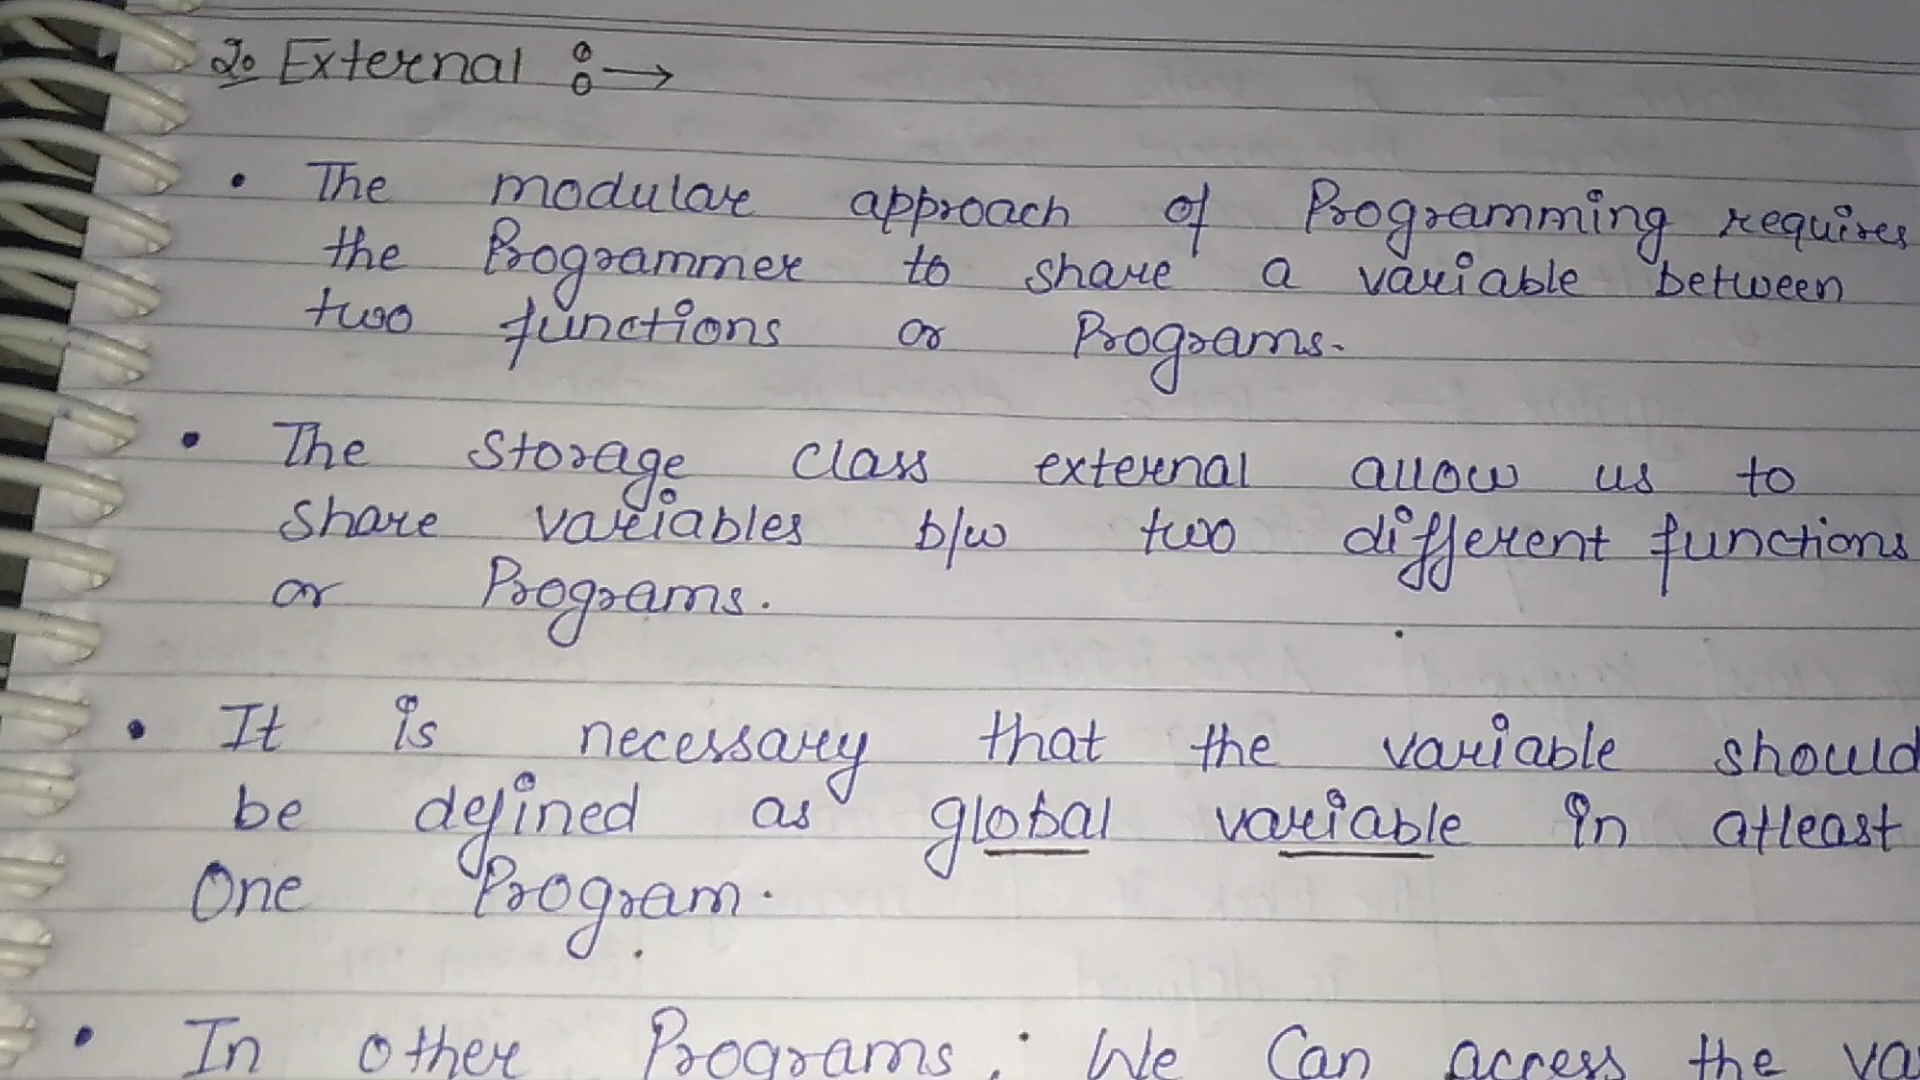 2. External :→
• The modular approach of Programming requires
the Programmer to share a variable between
two functions or Programs.
• The Storage class external allow us to
share variables b/w two different functions
or Programs.
• It is necessary that the variable should
be defined as global variable in atleast
One Program.
• In other Programs, We Can access the